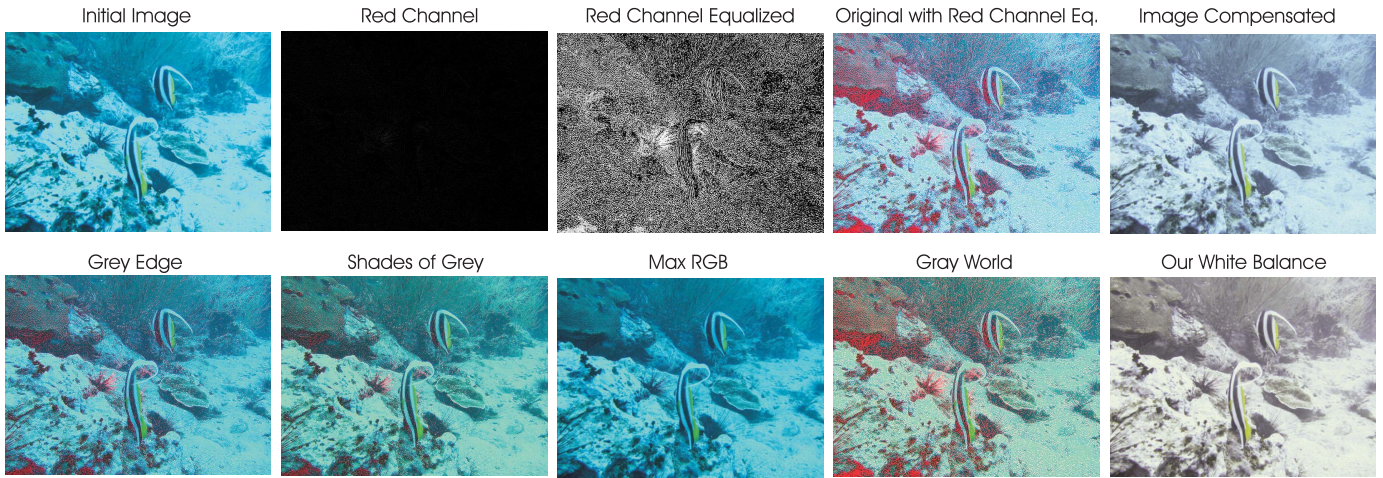 Initial Image
Red Channel
Red Channel Equalized
Original with Red Channel Eq.
Image Compensated
Grey Edge
Shades of Grey
Max RGB
Gray World
Our White Balance